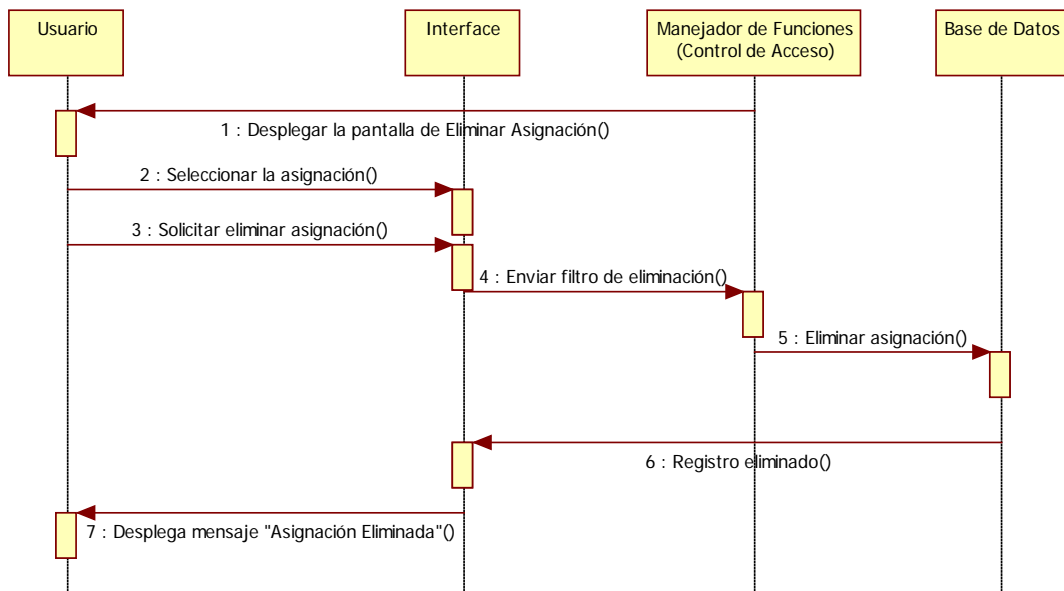 Usuario
Interface
Manejador de Funciones
(Control de Acceso)
Base de Datos
1 : Desplegar la pantalla de Eliminar Asignación()
2 : Seleccionar la asignación()
3 : Solicitar eliminar asignación()
4 : Enviar filtro de eliminación()
5 : Eliminar asignación()
6 : Registro eliminado()
7 : Desplega mensaje "Asignación Eliminada"()